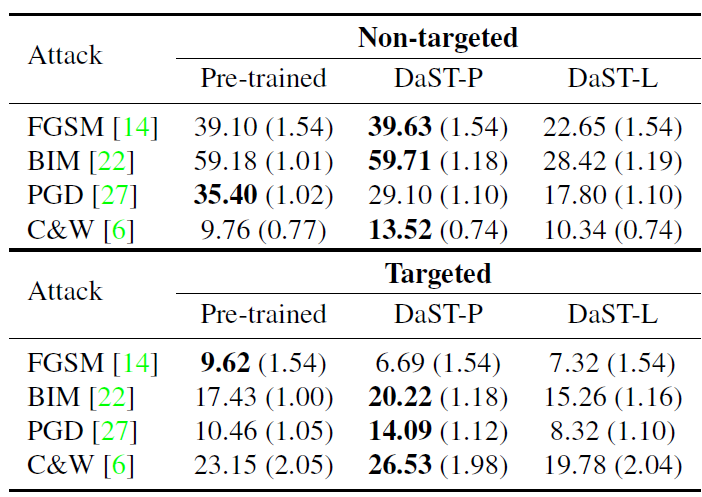 Attack Non-targeted
Pre-trained DaST-P DaST-L
FGSM [14] 39.10 (1.54) 39.63 (1.54) 22.65 (1.54)
BIM [22] 59.18 (1.01) 59.71 (1.18) 28.42 (1.19)
PGD [27] 35.40 (1.02) 29.10 (1.10) 17.80 (1.10)
C&W [6] 9.76 (0.77) 13.52 (0.74) 10.34 (0.74)
Attack Targeted
Pre-trained DaST-P DaST-L
FGSM [14] 9.62 (1.54) 6.69 (1.54) 7.32 (1.54)
BIM [22] 17.43 (1.00) 20.22 (1.18) 15.26 (1.16)
PGD [27] 10.46 (1.05) 14.09 (1.12) 8.32 (1.10)
C&W [6] 23.15 (2.05) 26.53 (1.98) 19.78 (2.04)